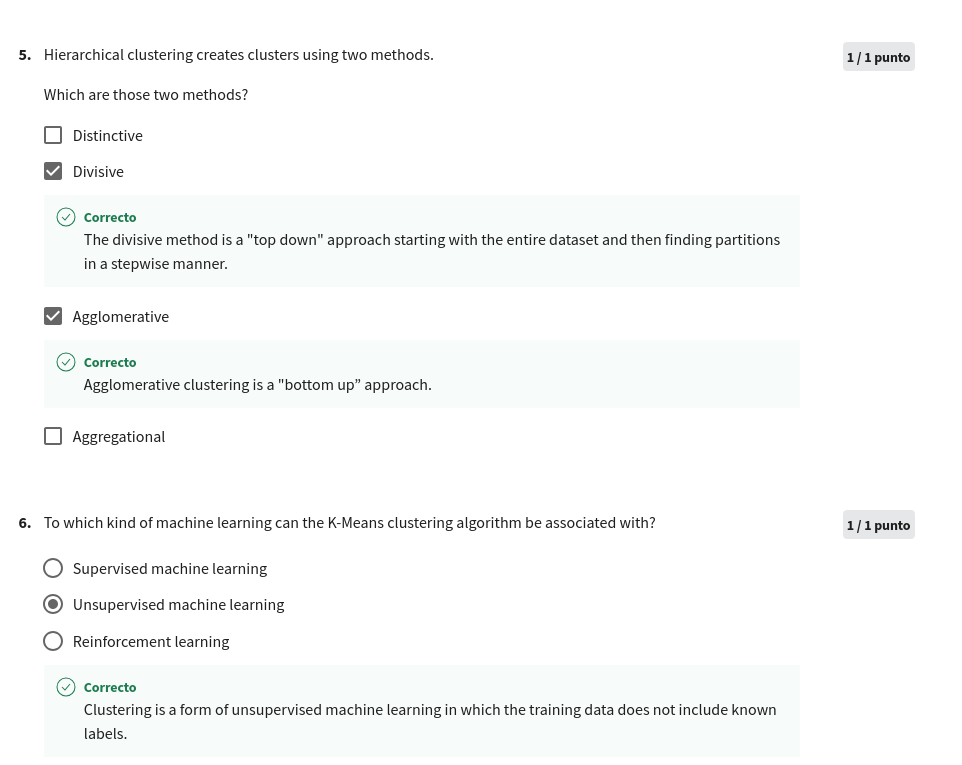 5. Hierarchical clustering creates clusters using two methods.
1 / 1 punto
Which are those two methods?
Distinctive
Divisive
Correcto
The divisive method is a "top down" approach starting with the entire dataset and then finding partitions
in a stepwise manner.
Agglomerative
Correcto
Agglomerative clustering is a "bottom up” approach.
Aggregational
6. To which kind of machine learning can the K-Means clustering algorithm be associated with?
1 / 1 punto
Supervised machine learning
Unsupervised machine learning
Reinforcement learning
Correcto
Clustering is a form of unsupervised machine learning in which the training data does not include known
labels.